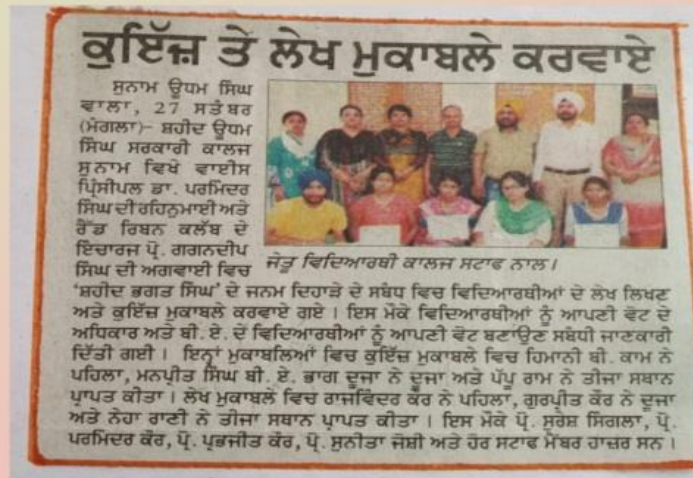 ਕੁਇੱਜ਼ ਤੇ ਲੇਖ ਮੁਕਾਬਲੇ ਕਰਵਾਏ
ਸੁਨਾਮ ਊਧਮ ਸਿੰਘ
ਵਾਲਾ, 27 ਸਤੰਬਰ
(ਮੰਗਲਾ)- ਸ਼ਹੀਦ ਊਧਮ
ਸਿੰਘ ਸਰਕਾਰੀ ਕਾਲਜ
ਸੁਨਾਮ ਵਿਖੇ ਵਾਈਸ
ਪ੍ਰਿੰਸੀਪਲ ਡਾ. ਪਰਮਿੰਦਰ
ਸਿੰਘ ਦੀ ਰਹਿਨੁਮਾਈ ਅਤੇ
ਰੈੱਡ ਰਿਬਨ ਕਲੱਬ ਦੇ
ਇੰਚਾਰਜ ਪ੍ਰੋ. ਗਗਨਦੀਪ
ਸਿੰਘ ਦੀ ਅਗਵਾਈ ਵਿਚ
ਜੇਤੂ ਵਿਦਿਆਰਥੀ ਕਾਲਜ ਸਟਾਫ ਨਾਲ।
'ਸ਼ਹੀਦ ਭਗਤ ਸਿੰਘ' ਦੇ ਜਨਮ ਦਿਹਾੜੇ ਦੇ ਸਬੰਧ ਵਿਚ ਵਿਦਿਆਰਥੀਆਂ ਦੇ ਲੇਖ ਲਿਖਣ
ਅਤੇ ਕੁਇੱਜ਼ ਮੁਕਾਬਲੇ ਕਰਵਾਏ ਗਏ। ਇਸ ਮੌਕੇ ਵਿਦਿਆਰਥੀਆਂ ਨੂੰ ਆਪਣੀ ਵੋਟ ਦੇ
ਅਧਿਕਾਰ ਅਤੇ ਬੀ. ਏ. ਦੇ ਵਿਦਿਆਰਥੀਆਂ ਨੂੰ ਆਪਣੀ ਵੋਟ ਬਣਾਉਣ ਸਬੰਧੀ ਜਾਣਕਾਰੀ
ਦਿੱਤੀ ਗਈ। ਇਨ੍ਹਾਂ ਮੁਕਾਬਲਿਆਂ ਵਿਚ ਕੁਇੱਜ਼ ਮੁਕਾਬਲੇ ਵਿਚ ਹਿਮਾਨੀ ਬੀ. ਕਾਮ ਨੇ
ਪਹਿਲਾ, ਮਨਪ੍ਰੀਤ ਸਿੰਘ ਬੀ. ਏ. ਭਾਗ ਦੂਜਾ ਨੇ ਦੂਜਾ ਅਤੇ ਪੱਪੂ ਰਾਮ ਨੇ ਤੀਜਾ ਸਥਾਨ
ਪ੍ਰਾਪਤ ਕੀਤਾ। ਲੇਖ ਮੁਕਾਬਲੇ ਵਿਚ ਰਾਜਵਿੰਦਰ ਕੌਰ ਨੇ ਪਹਿਲਾ, ਗੁਰਪ੍ਰੀਤ ਕੌਰ ਨੇ ਦੂਜਾ
ਅਤੇ ਨੇਹਾ ਰਾਣੀ ਨੇ ਤੀਜਾ ਸਥਾਨ ਪ੍ਰਾਪਤ ਕੀਤਾ। ਇਸ ਮੌਕੇ ਪ੍ਰੋ. ਸੁਰੇਸ਼ ਸਿੰਗਲਾ, ਪ੍ਰੋ.
ਪਰਮਿੰਦਰ ਕੌਰ, ਪ੍ਰੋ. ਪ੍ਰਭਜੀਤ ਕੌਰ, ਪ੍ਰੋ. ਸੁਨੀਤਾ ਜੋਸ਼ੀ ਅਤੇ ਹੋਰ ਸਟਾਫ ਮੈਂਬਰ ਹਾਜ਼ਰ ਸਨ।